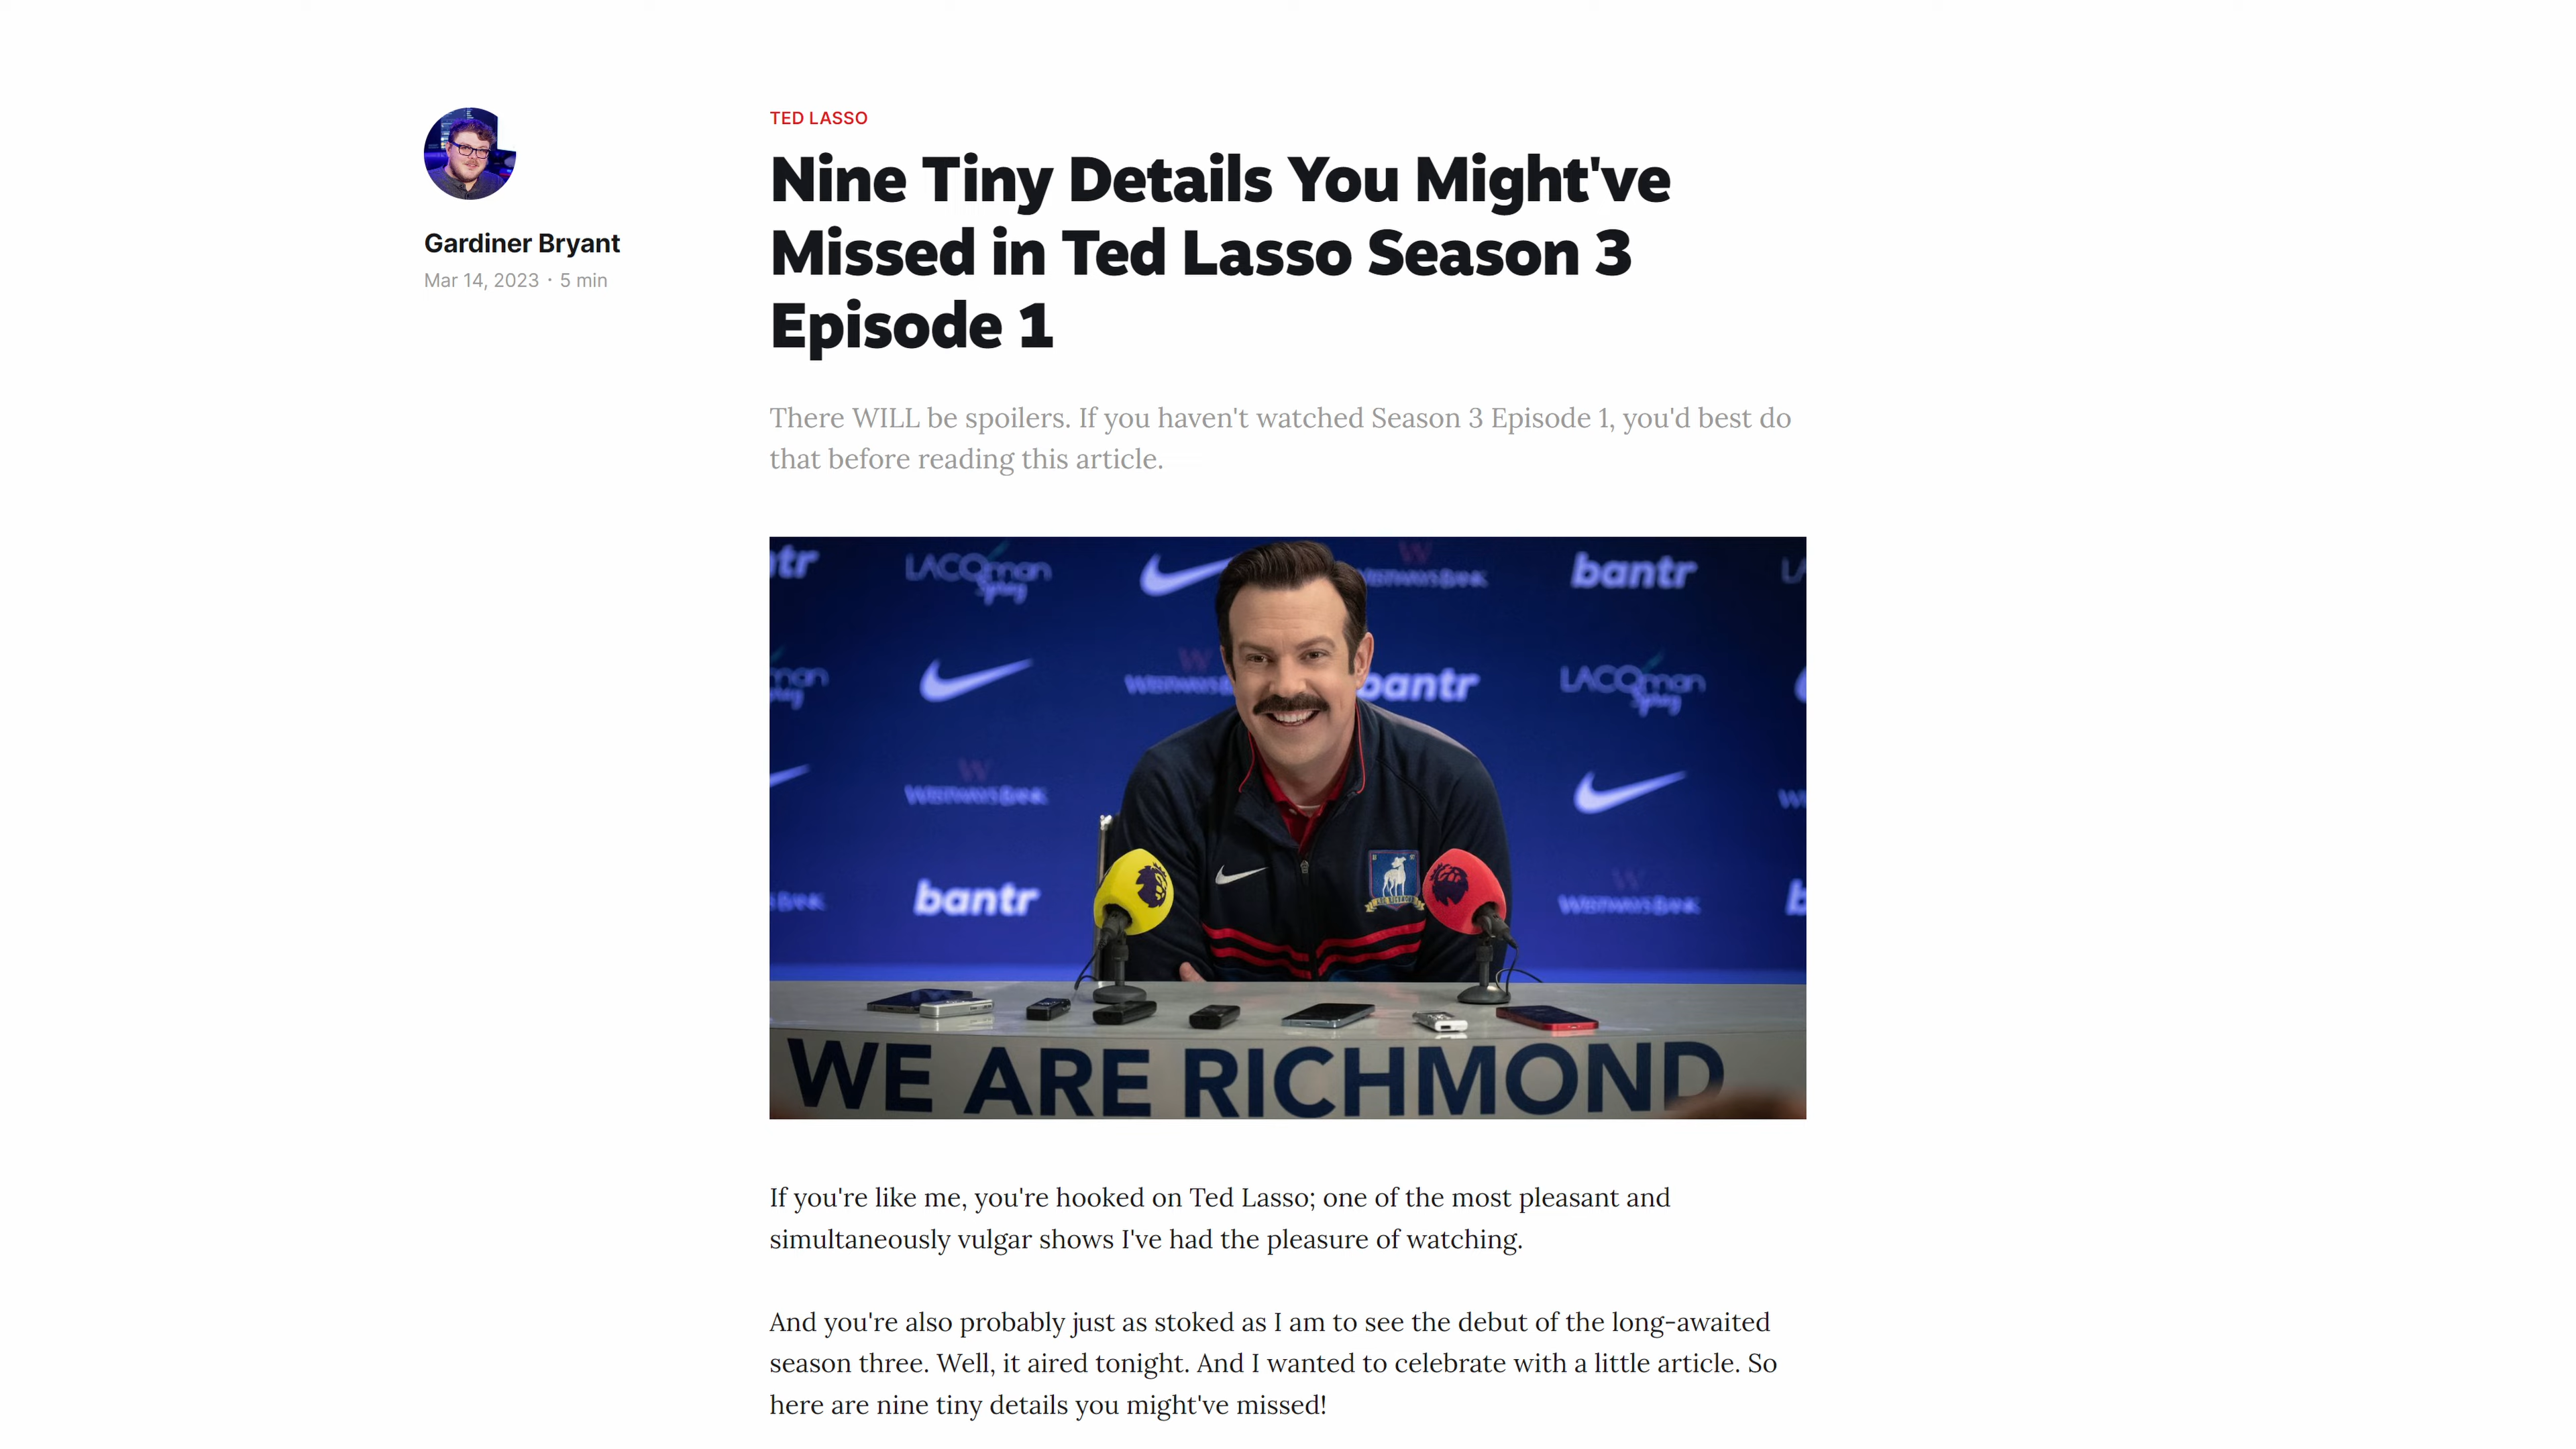 TED LASSO
Nine Tiny Details You Might've
Missed in Ted Lasso Season 3
Episode 1
Gardiner Bryant
Mar 14, 2023 · 5 min
There WILL be spoilers. If you haven't watched Season 3 Episode 1, you'd best do
that before reading this article.
bantr
bantr
bantr
WE ARE RICHMOND
If you're like me, you're hooked on Ted Lasso; one of the most pleasant and
simultaneously vulgar shows I've had the pleasure of watching.
And you're also probably just as stoked as I am to see the debut of the long-awaited
season three. Well, it aired tonight. And I wanted to celebrate with a little article. So
here are nine tiny details you might've missed!